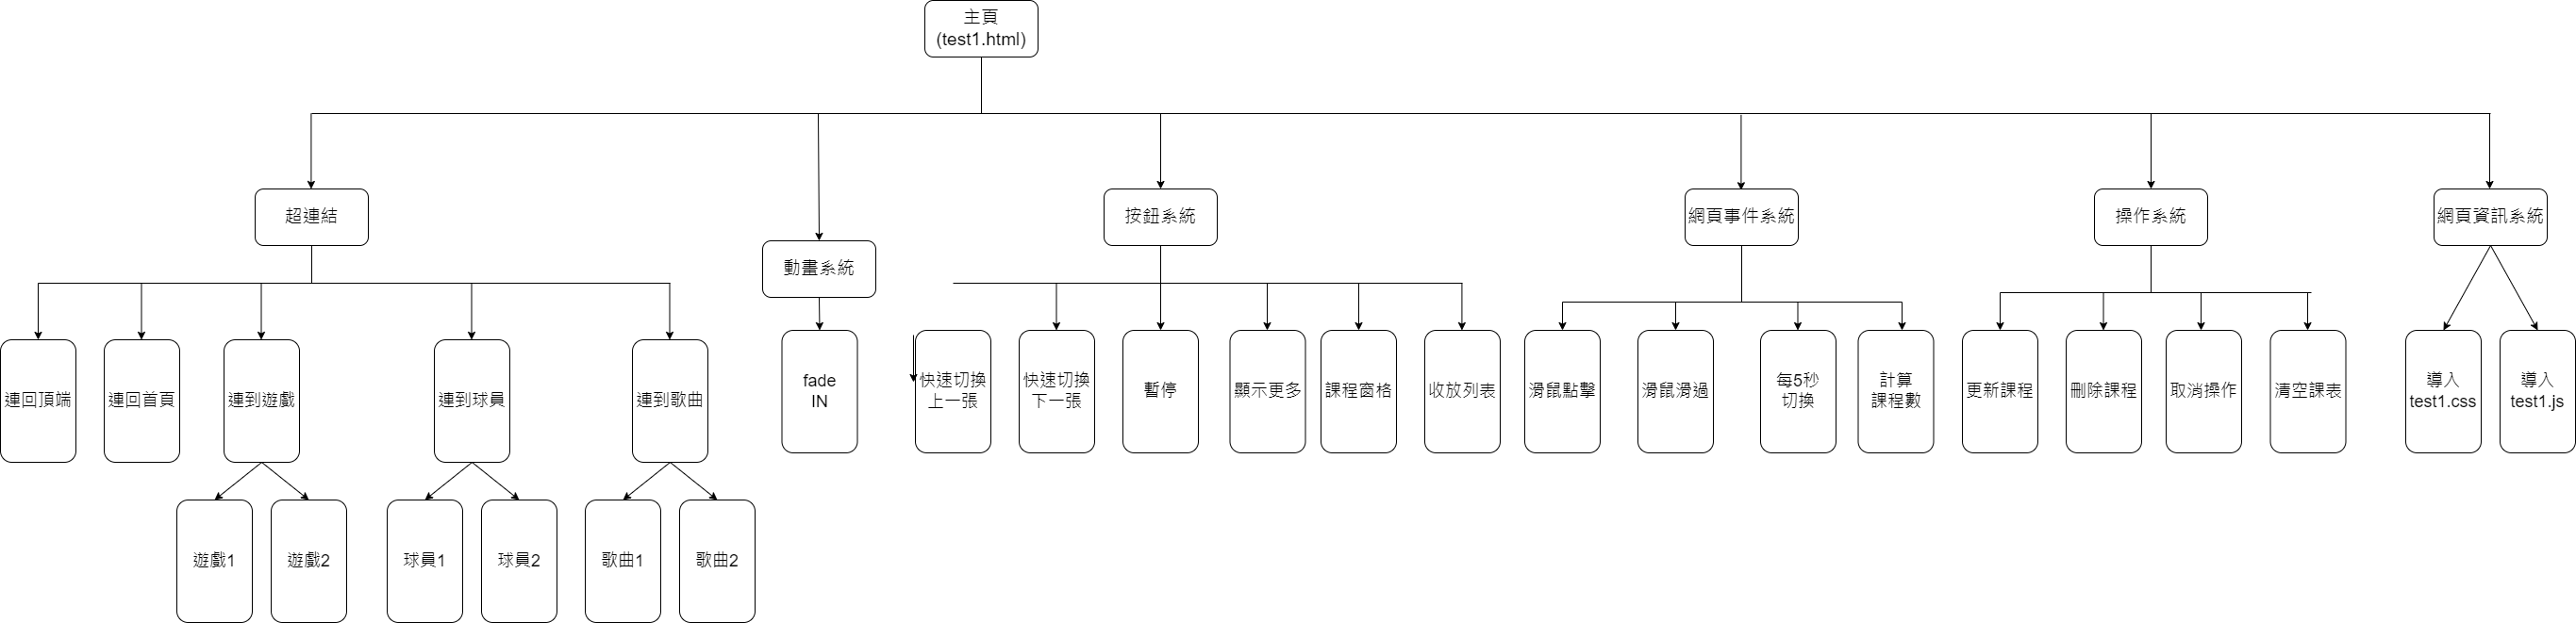 主頁
(test1.html)
超連結
動畫系統
按鈕系統
網頁事件系統
操作系統
網頁資訊系統
連回頂端
連回首頁
連到遊戲
連到球員
連到歌曲
fade
IN
快速切換
上一張
快速切換
下一張
暫停
顯示更多
課程窗格
收放列表
滑鼠點擊
滑鼠滑過
每5秒
切換
計算
課程數
更新課程
刪除課程
取消操作
清空課表
導入
test1.css
導入
test1.js
遊戲1
遊戲2
球員1
球員2
歌曲1
歌曲2